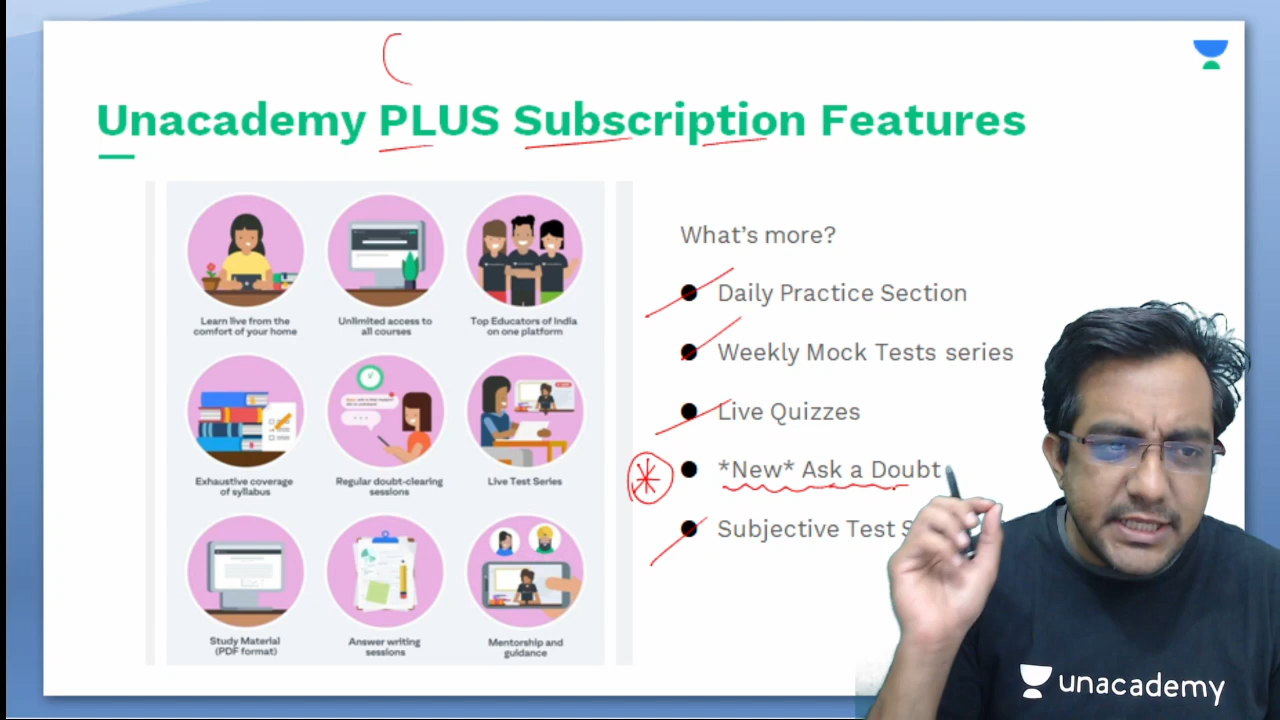 Unacademy PLUS Subscription Features
Learn live from the
comfort of your home
Unlimited access to
all courses
Top Educators of India
on one platform
Exhaustive coverage
of syllabus
Regular doubt-clearing
sessions
Live Test Series
Study Material
(PDF format)
Answer writing
sessions
Mentorship and
guidance
What's more?
Daily Practice Section
Weekly Mock Tests series
Live Quizzes
*New* Ask a Doubt
Subjective Test
unacademy